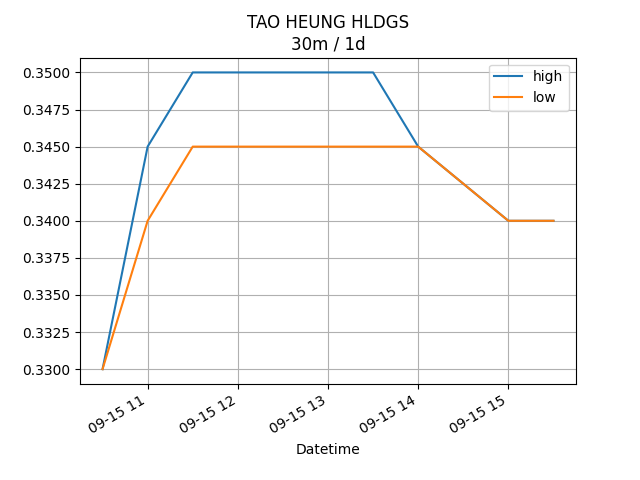 TAO HEUNG HLDGS
30m / 1d
high
low
0.3500
0.3475
0.3450
0.3425
0.3400
0.3375
0.3350
0.3325
0.3300
09-15 11
09-15 12
09-15 13
09-15 14
09-15 15
Datetime